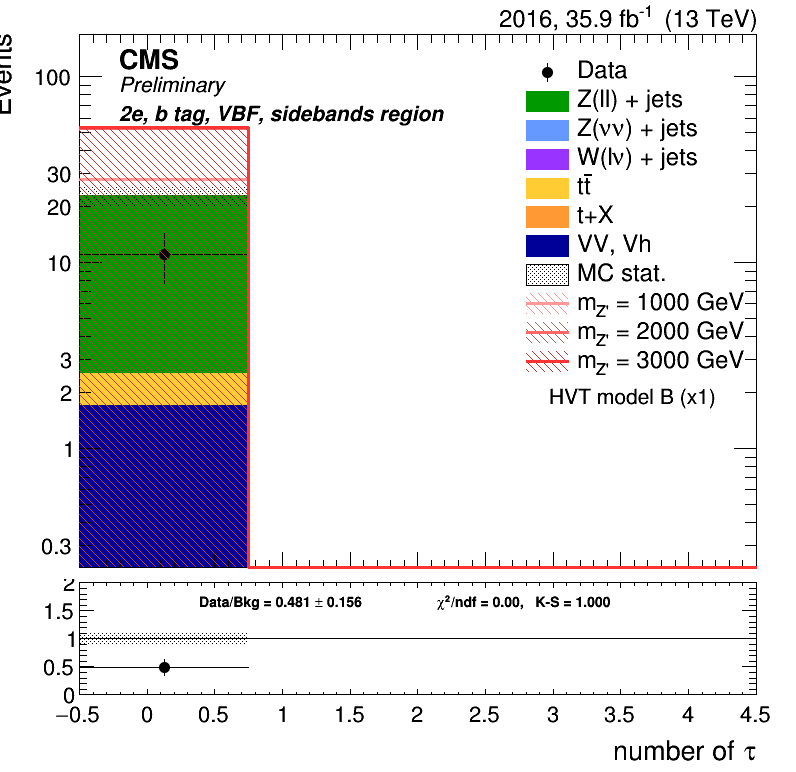 2016, 35.9 fb⁻¹ (13 TeV)
Events
CMS
Preliminary
2e, b tag, VBF, sidebands region
Data
Z(ll) + jets
Z(νν) + jets
W(lν) + jets
tt̄
t+X
VV, Vh
MC stat.
m_Z' = 1000 GeV
m_Z' = 2000 GeV
m_Z' = 3000 GeV
HVT model B (x1)
100
30
20
10
3
2
1
0.3
Data/Bkg = 0.481 ± 0.156 χ²/ndf = 0.00, K-S = 1.000
2
1.5
1
0.5
0
−0.5 0 0.5 1 1.5 2 2.5 3 3.5 4 4.5
number of τ